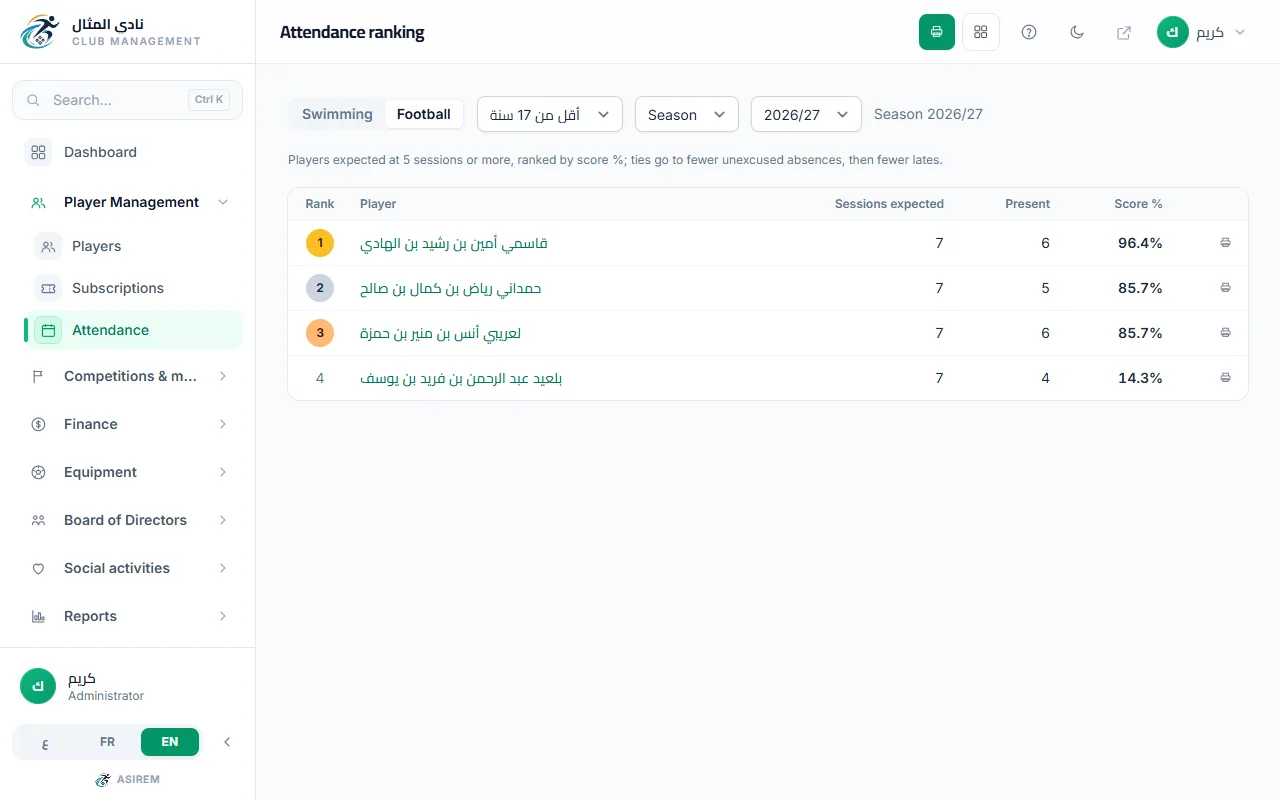 نادي المثال
CLUB MANAGEMENT
Attendance ranking
ك
كريم
Search...
Ctrl K
Dashboard
Player Management
Players
Subscriptions
Attendance
Competitions & m...
Finance
Equipment
Board of Directors
Social activities
Reports
ك
كريم
Administrator
ع FR EN
ASIREM
Swimming Football أقل من 17 سنة Season 2026/27 Season 2026/27
Players expected at 5 sessions or more, ranked by score %; ties go to fewer unexcused absences, then fewer lates.
Rank Player Sessions expected Present Score %
1 قاسمي أمين بن رشيد بن الهادي 7 6 96.4%
2 حمداني رياض بن كمال بن صالح 7 5 85.7%
3 لعريبي أنس بن منير بن حمزة 7 6 85.7%
4 بلعيد عبد الرحمن بن فريد بن يوسف 7 4 14.3%